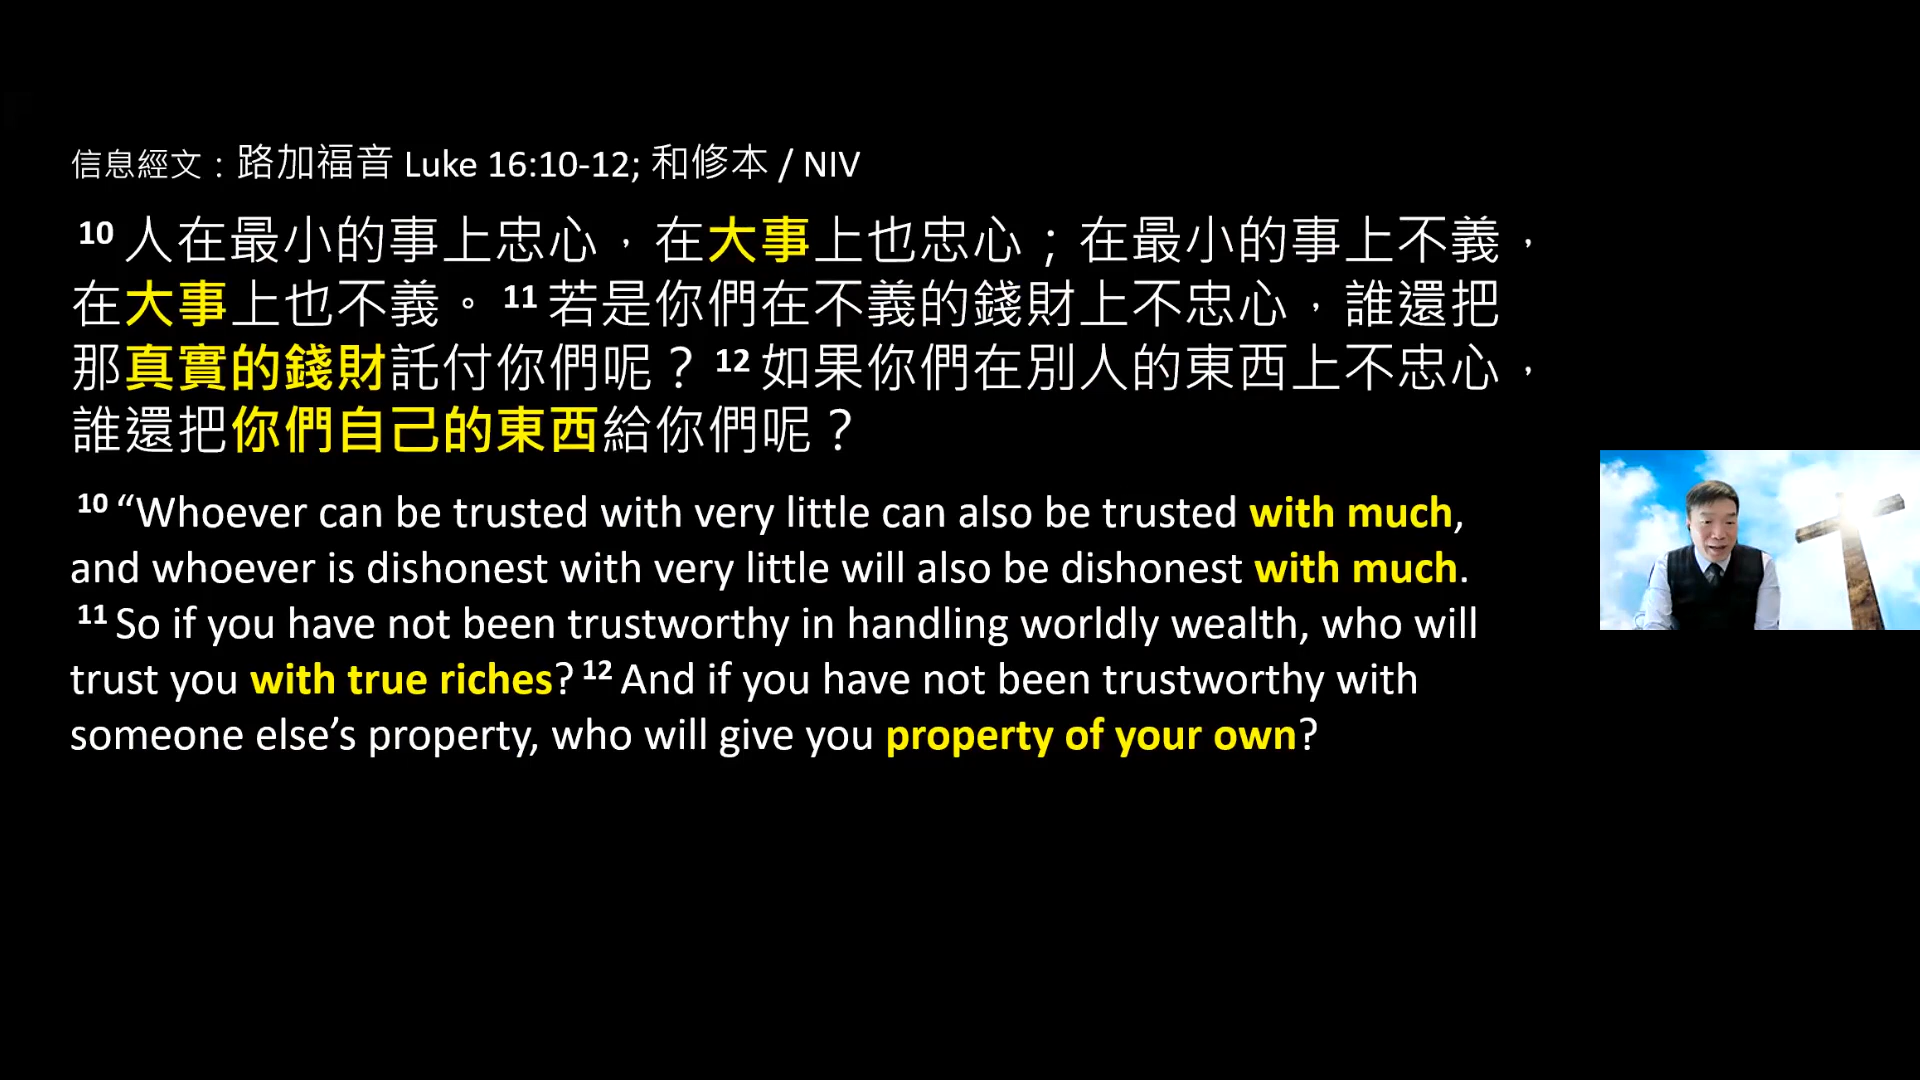 信息經文：路加福音 Luke 16:10-12; 和修本 / NIV
10 人在最小的事上忠心，在大事上也忠心；在最小的事上不義，
在大事上也不義。 11 若是你們在不義的錢財上不忠心，誰還把
那真實的錢財託付你們呢？ 12 如果你們在別人的東西上不忠心，
誰還把你們自己的東西給你們呢？
10 “Whoever can be trusted with very little can also be trusted with much,
and whoever is dishonest with very little will also be dishonest with much.
11 So if you have not been trustworthy in handling worldly wealth, who will
trust you with true riches? 12 And if you have not been trustworthy with
someone else’s property, who will give you property of your own?